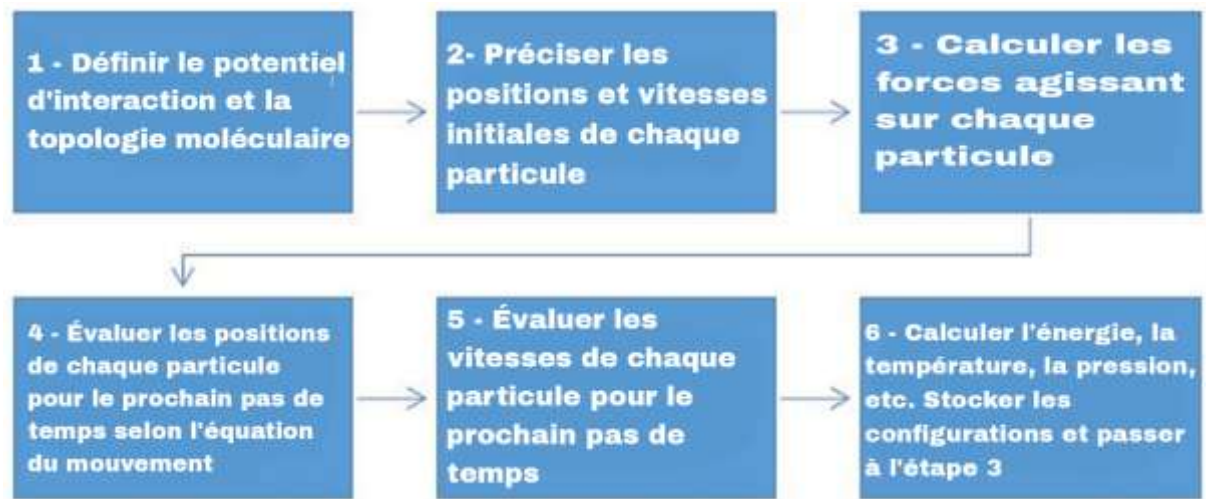 1 - Définir le potentiel
d'interaction et la
topologie moléculaire
2- Préciser les
positions et vitesses
initiales de chaque
particule
3 - Calculer les
forces agissant
sur chaque
particule
4 - Évaluer les positions
de chaque particule
pour le prochain pas de
temps selon l'équation
du mouvement
5 - Évaluer les
vitesses de chaque
particule pour le
prochain pas de
temps
6 - Calculer l'énergie, la
température, la pression,
etc. Stocker les
configurations et passer
à l'étape 3